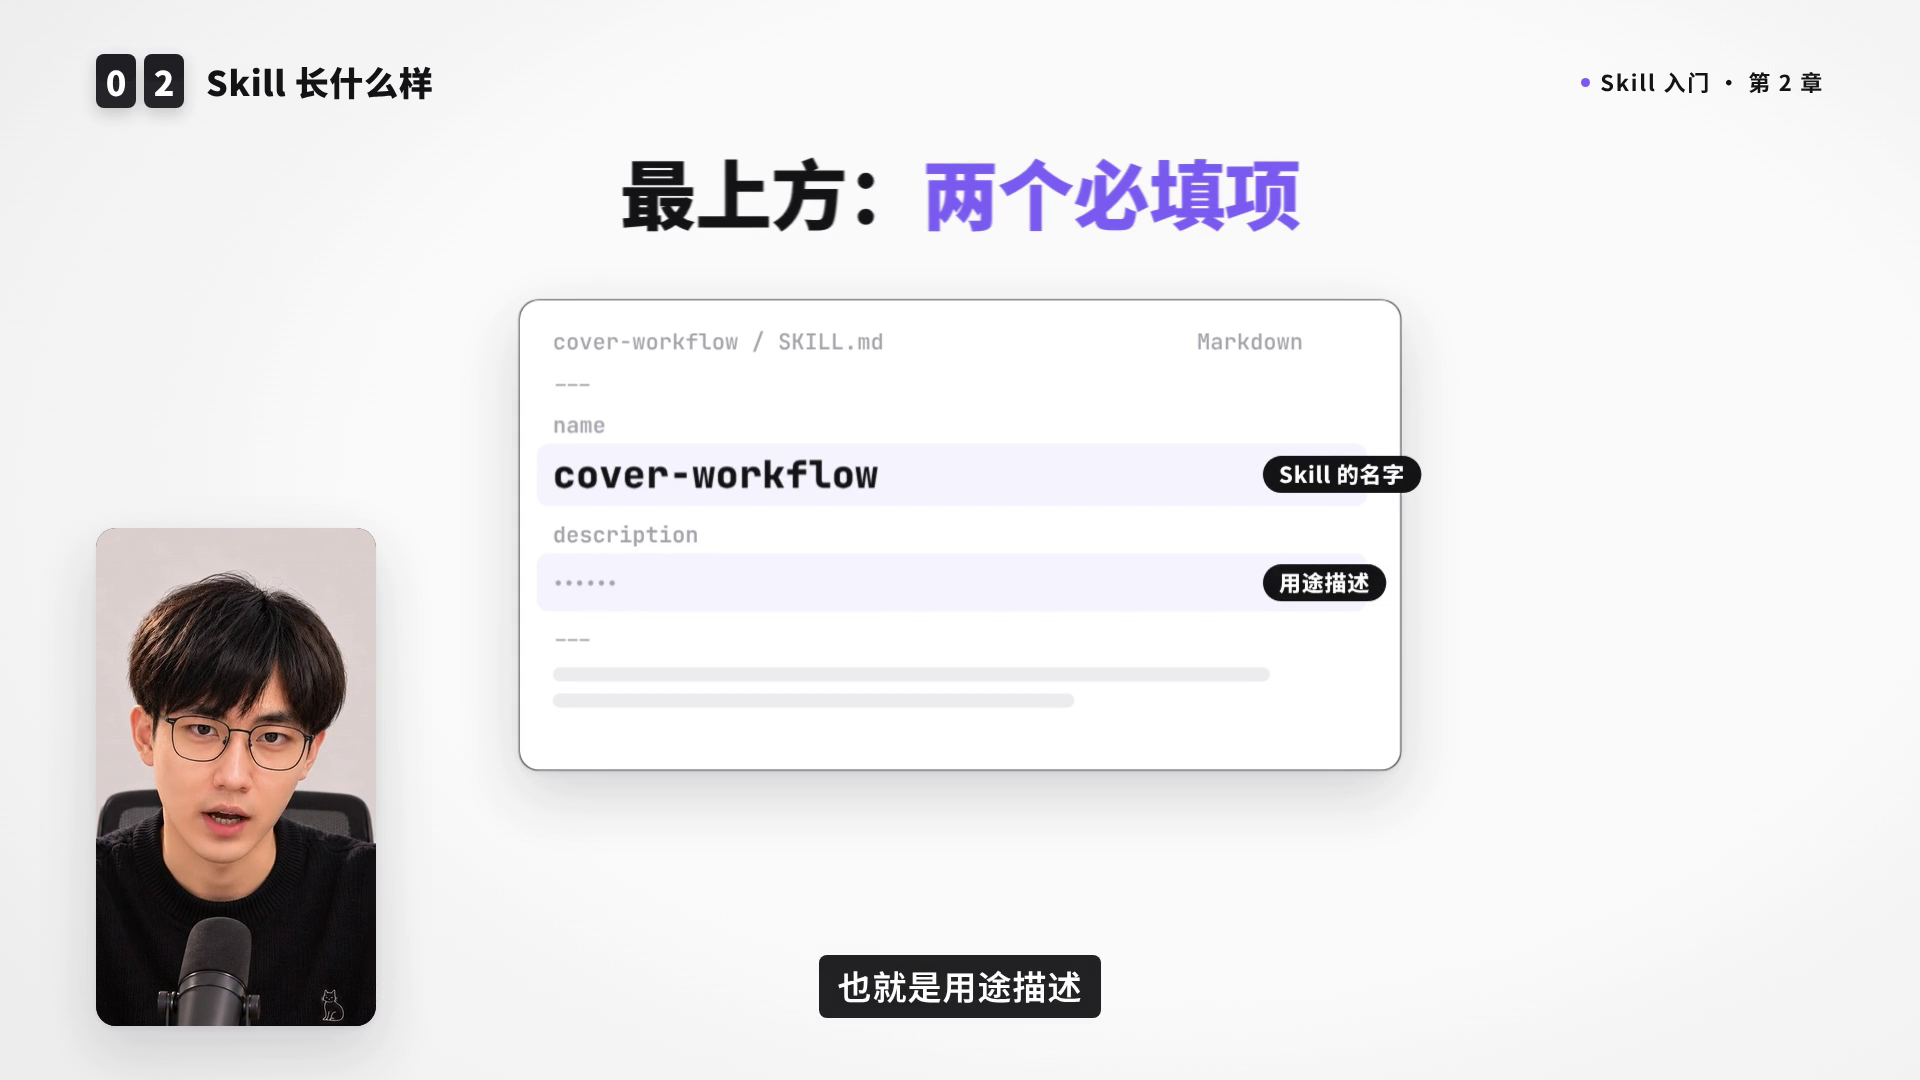 02 Skill 长什么样
Skill 入门 · 第 2 章
最上方：两个必填项
cover-workflow / SKILL.md
Markdown
---
name
cover-workflow
Skill 的名字
description
······
用途描述
---
也就是用途描述